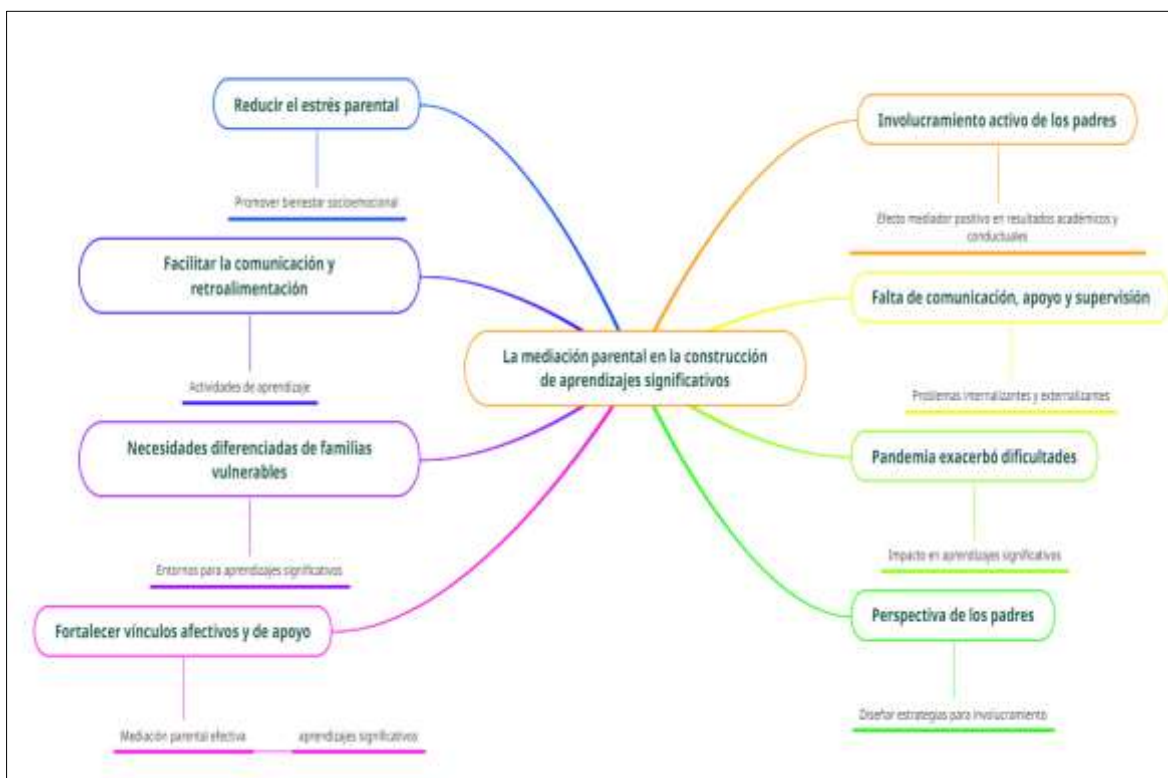 Reducir el estrés parental
Promover bienestar socioemocional
Facilitar la comunicación y
retroalimentación
Actividades de aprendizaje
Necesidades diferenciadas de familias
vulnerables
Entornos para aprendizajes significativos
Fortalecer vínculos afectivos y de apoyo
Mediación parental efectiva
aprendizajes significativos
La mediación parental en la construcción
de aprendizajes significativos
Involucramiento activo de los padres
Efecto mediador positivo en resultados académicos y
conductuales
Falta de comunicación, apoyo y supervisión
Problemas internalizantes y externalizantes
Pandemia exacerbó dificultades
Impacto en aprendizajes significativos
Perspectiva de los padres
Diseñar estrategias para involucramiento